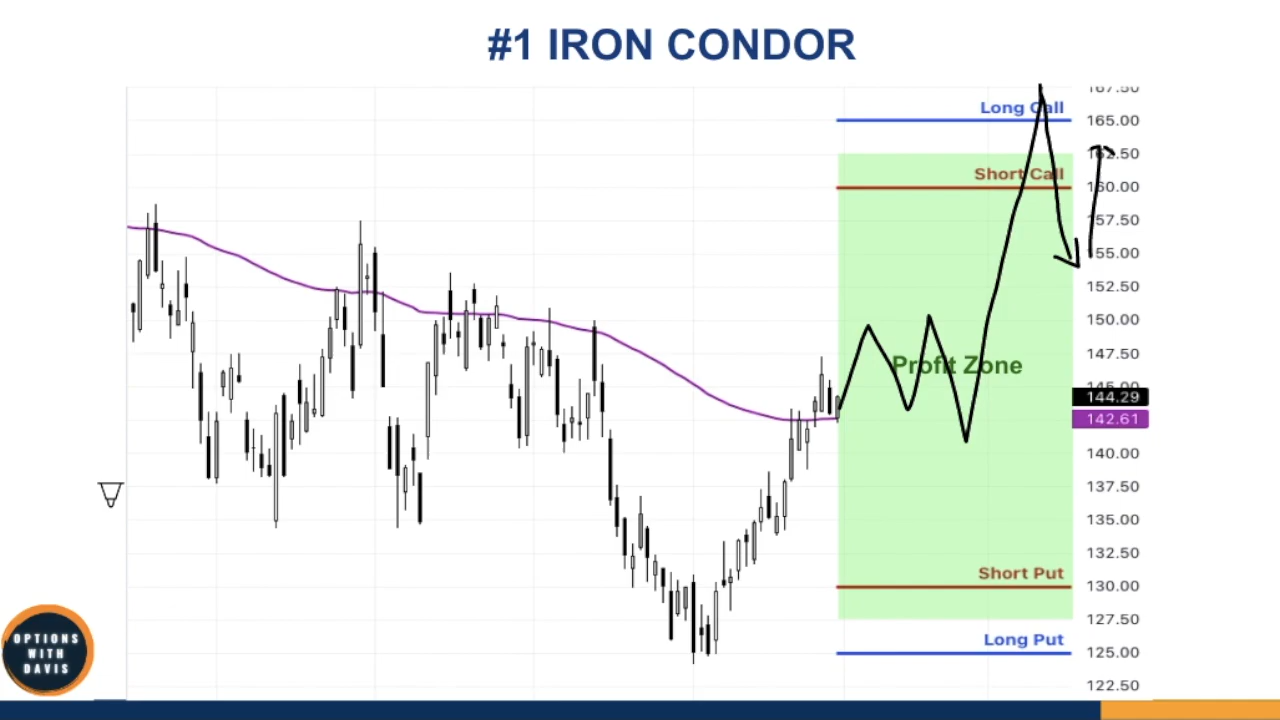 #1 IRON CONDOR
167.50
Long Call
165.00
162.50
Short Call
160.00
157.50
155.00
152.50
150.00
147.50
Profit Zone
145.00
144.29
142.61
140.00
137.50
135.00
132.50
Short Put
130.00
127.50
Long Put
125.00
122.50
OPTIONS
WITH
DAVIS